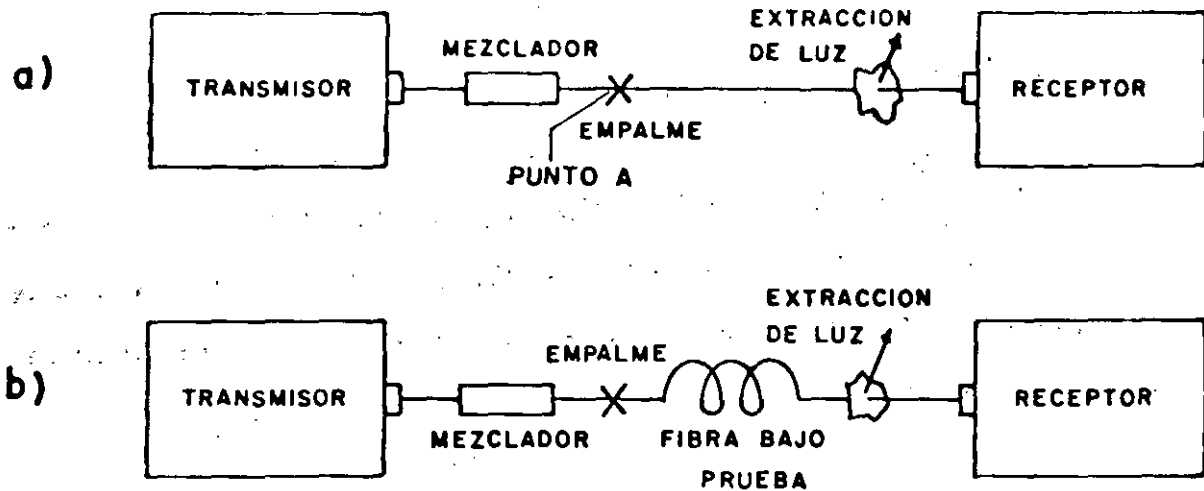 a)
TRANSMISOR
MEZCLADOR
EMPALME
PUNTO A
EXTRACCION
DE LUZ
RECEPTOR
b)
TRANSMISOR
MEZCLADOR
EMPALME
FIBRA BAJO
PRUEBA
EXTRACCION
DE LUZ
RECEPTOR